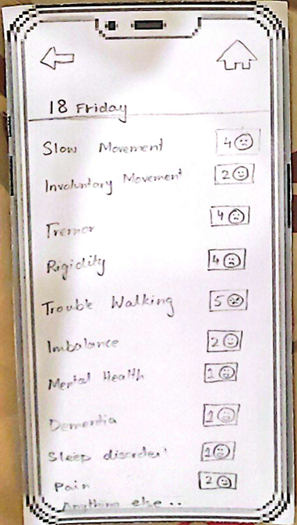 18 Friday
Slow Movement 4
Involuntary Movement 2
Tremor 4
Rigidity 4
Trouble Walking 5
Imbalance 2
Mental Health 1
Dementia 1
Sleep disorder 1
Pain 2
Anything else..